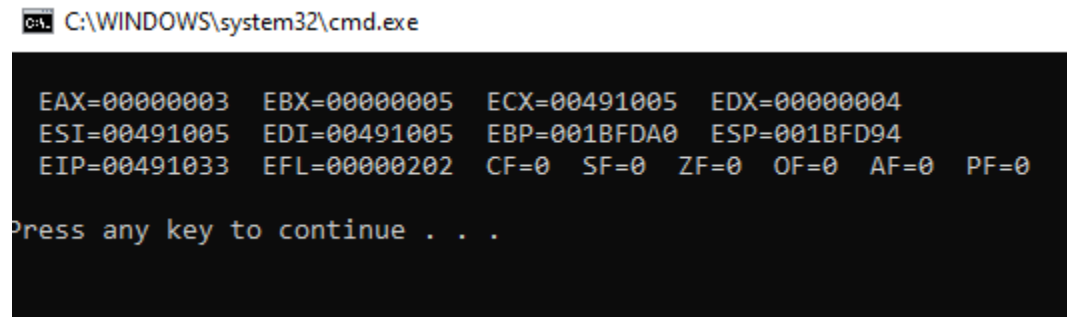 C:\WINDOWS\system32\cmd.exe
EAX=00000003  EBX=00000005  ECX=00491005  EDX=00000004
ESI=00491005  EDI=00491005  EBP=001BFDA0  ESP=001BFD94
EIP=00491033  EFL=00000202  CF=0  SF=0  ZF=0  OF=0  AF=0  PF=0
Press any key to continue . . .